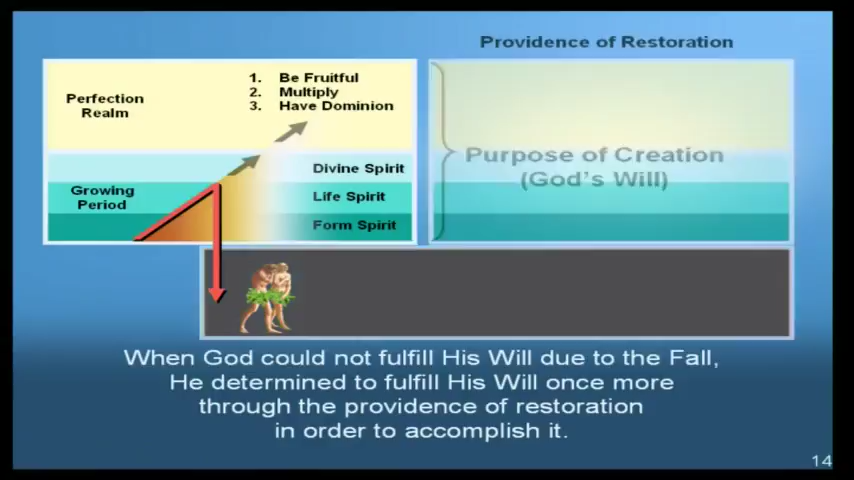 Providence of Restoration
Perfection
Realm
1. Be Fruitful
2. Multiply
3. Have Dominion
Growing
Period
Divine Spirit
Life Spirit
Form Spirit
Purpose of Creation
(God's Will)
When God could not fulfill His Will due to the Fall,
He determined to fulfill His Will once more
through the providence of restoration
in order to accomplish it.
14